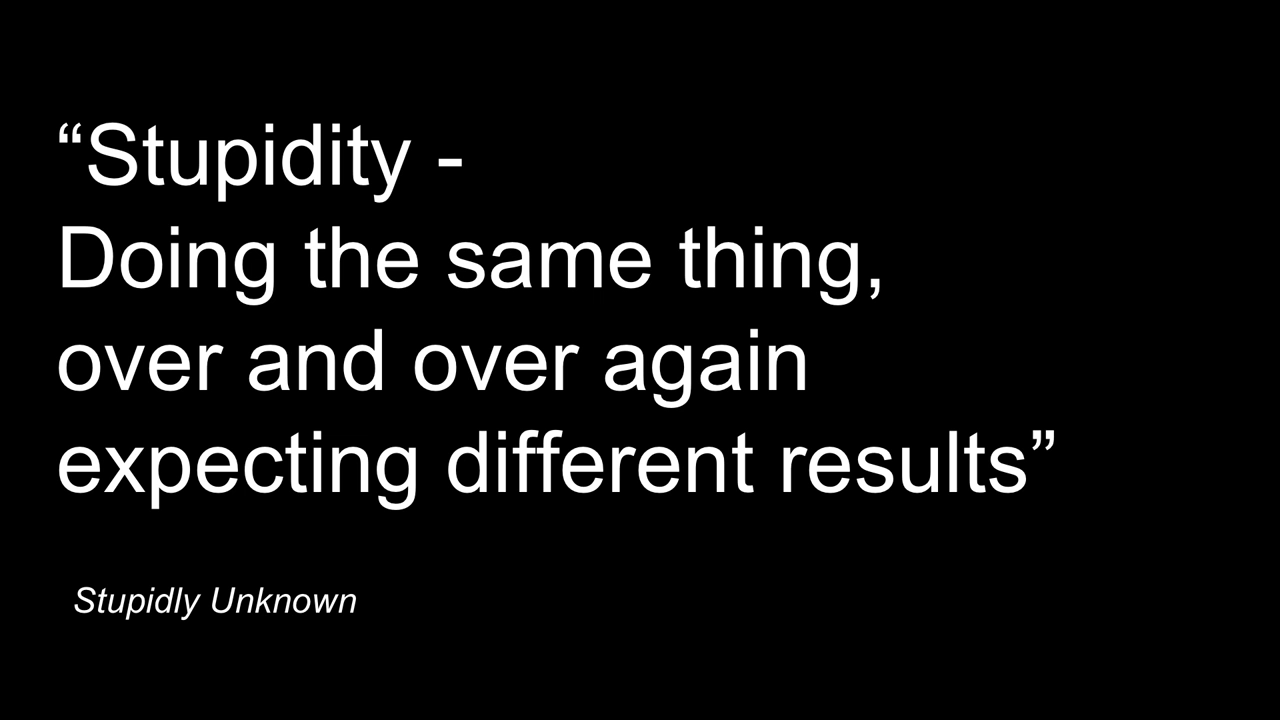 “Stupidity -
Doing the same thing,
over and over again
expecting different results”
Stupidly Unknown